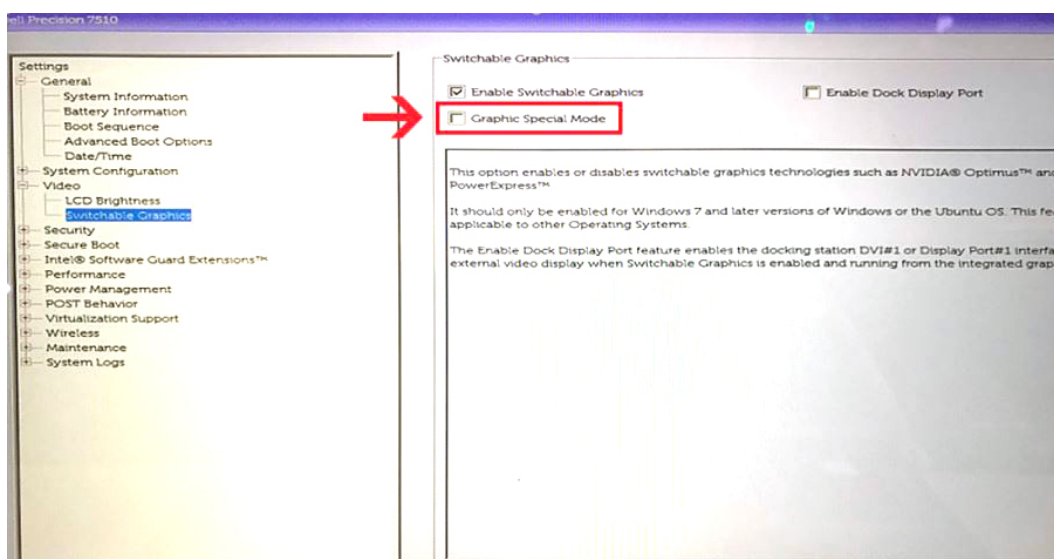 ell Precision 7510
Settings
General
System Information
Battery Information
Boot Sequence
Advanced Boot Options
Date/Time
System Configuration
Video
LCD Brightness
Switchable Graphics
Security
Secure Boot
Intel® Software Guard Extensions™
Performance
Power Management
POST Behavior
Virtualization Support
Wireless
Maintenance
System Logs
Switchable Graphics
Enable Switchable Graphics
Enable Dock Display Port
Graphic Special Mode
This option enables or disables switchable graphics technologies such as NVIDIA® Optimus™ and
PowerExpress™
It should only be enabled for Windows 7 and later versions of Windows or the Ubuntu OS. This fe
applicable to other Operating Systems.
The Enable Dock Display Port feature enables the docking station DVI#1 or Display Port#1 interfa
external video display when Switchable Graphics is enabled and running from the integrated grap